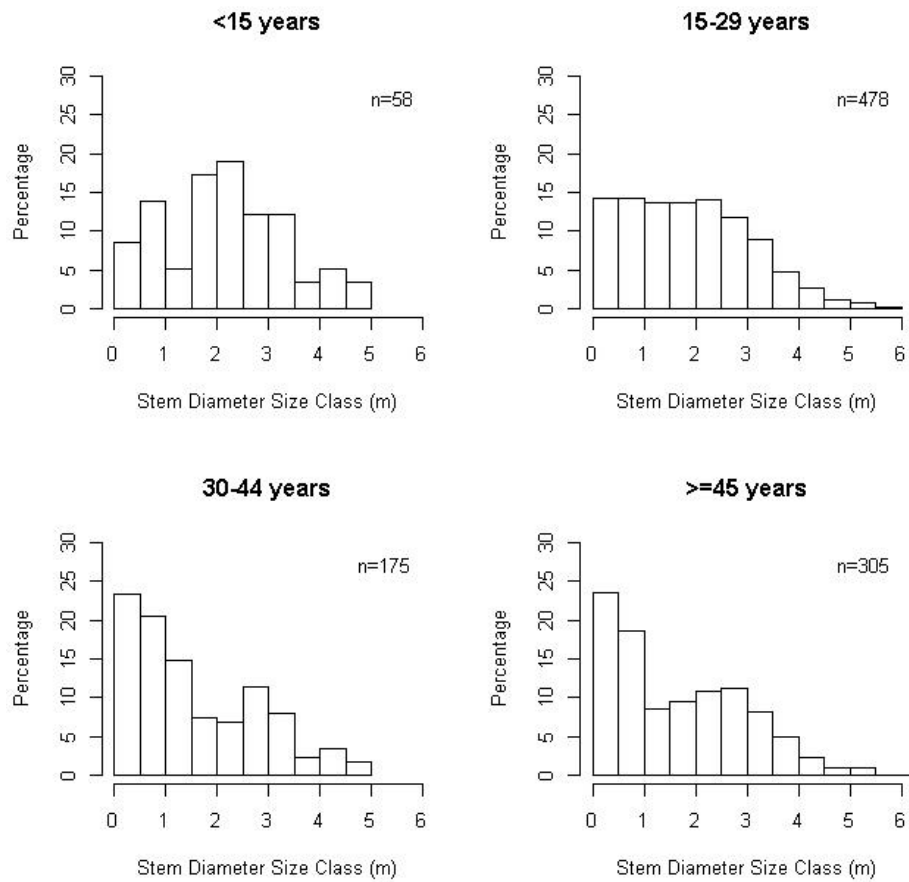 <15 years
n=58
Percentage
30
25
20
15
10
5
0
0 1 2 3 4 5 6
Stem Diameter Size Class (m)
15-29 years
n=478
Percentage
30
25
20
15
10
5
0
0 1 2 3 4 5 6
Stem Diameter Size Class (m)
30-44 years
n=175
Percentage
30
25
20
15
10
5
0
0 1 2 3 4 5 6
Stem Diameter Size Class (m)
>=45 years
n=305
Percentage
30
25
20
15
10
5
0
0 1 2 3 4 5 6
Stem Diameter Size Class (m)